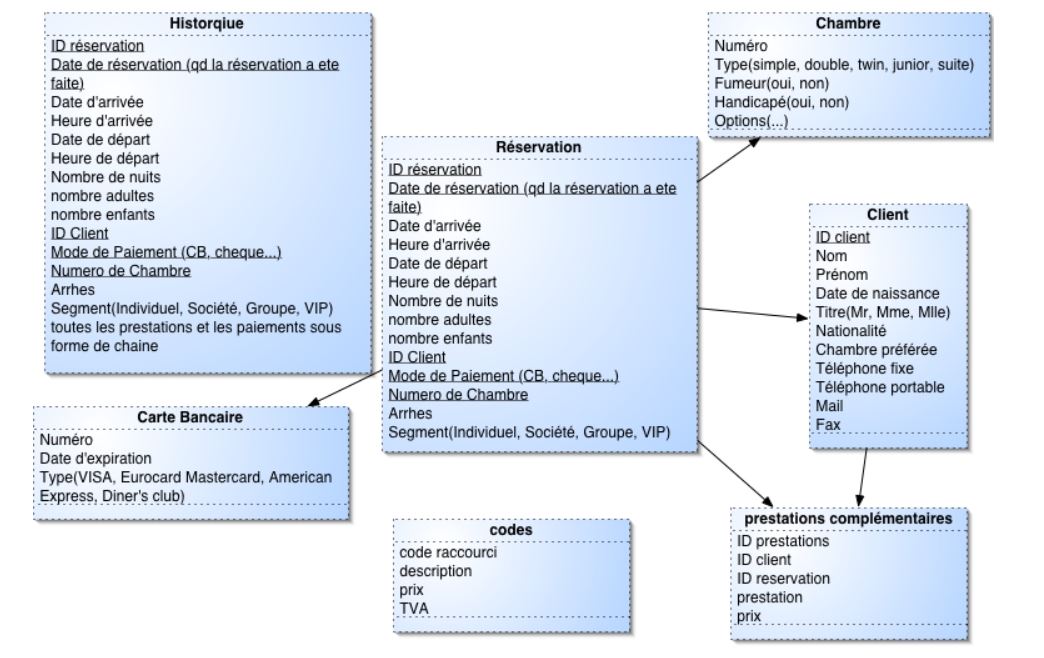 Historqiue
ID réservation
Date de réservation (qd la réservation a ete
faite)
Date d'arrivée
Heure d'arrivée
Date de départ
Heure de départ
Nombre de nuits
nombre adultes
nombre enfants
ID Client
Mode de Paiement (CB, cheque...)
Numero de Chambre
Arrhes
Segment(Individuel, Société, Groupe, VIP)
toutes les prestations et les paiements sous
forme de chaine
Chambre
Numéro
Type(simple, double, twin, junior, suite)
Fumeur(oui, non)
Handicapé(oui, non)
Options(...)
Réservation
ID réservation
Date de réservation (qd la réservation a ete
faite)
Date d'arrivée
Heure d'arrivée
Date de départ
Heure de départ
Nombre de nuits
nombre adultes
nombre enfants
ID Client
Mode de Paiement (CB, cheque...)
Numero de Chambre
Arrhes
Segment(Individuel, Société, Groupe, VIP)
Client
ID client
Nom
Prénom
Date de naissance
Titre(Mr, Mme, Mlle)
Nationalité
Chambre préférée
Téléphone fixe
Téléphone portable
Mail
Fax
Carte Bancaire
Numéro
Date d'expiration
Type(VISA, Eurocard Mastercard, American
Express, Diner's club)
codes
code raccourci
description
prix
TVA
prestations complémentaires
ID prestations
ID client
ID reservation
prestation
prix